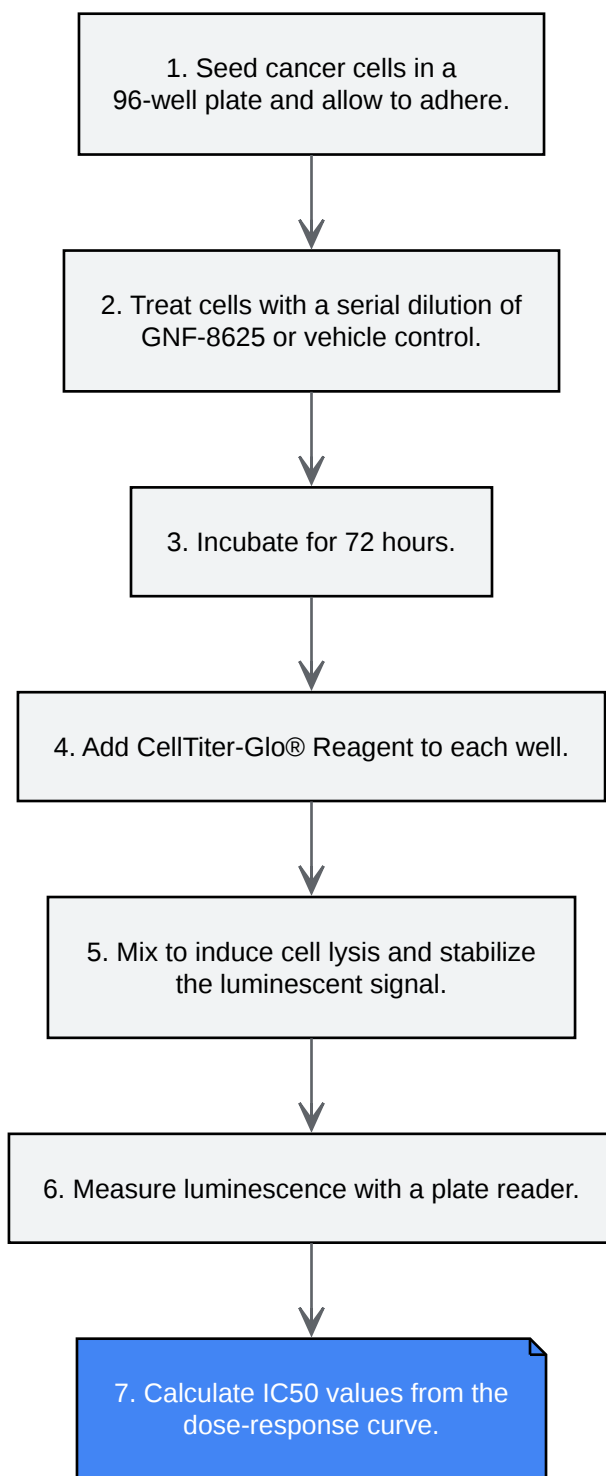 1. Seed cancer cells in a
96-well plate and allow to adhere.
2. Treat cells with a serial dilution of
GNF-8625 or vehicle control.
3. Incubate for 72 hours.
4. Add CellTiter-Glo® Reagent to each well.
5. Mix to induce cell lysis and stabilize
the luminescent signal.
6. Measure luminescence with a plate reader.
7. Calculate IC50 values from the
dose-response curve.